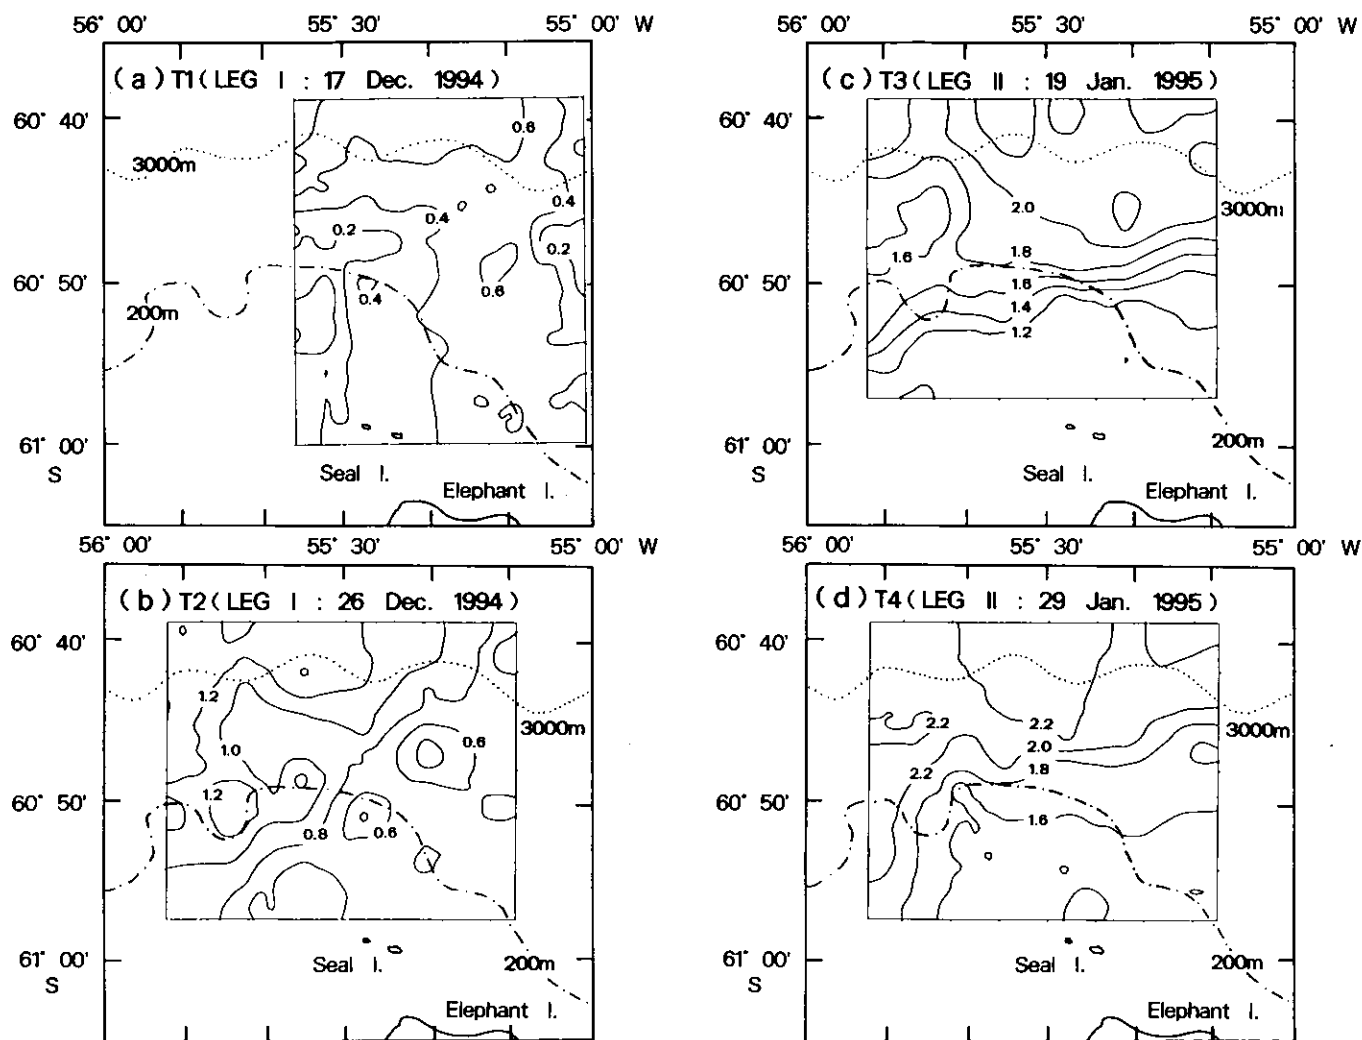 56° 00' 55° 30' 55° 00' W
(a) T1 (LEG I : 17 Dec. 1994)
60° 40'
0.6
3000m
0.4
0.4
0.2
0.2
60° 50'
0.6
0.4
200m
61° 00'
S
Seal I.
Elephant I.
56° 00' 55° 30' 55° 00' W
(c) T3 (LEG II : 19 Jan. 1995)
60° 40'
2.0
3000m
1.8
1.6
60° 50'
1.6
1.4
1.2
61° 00'
200m
S
Seal I.
Elephant I.
56° 00' 55° 30' 55° 00' W
(b) T2 (LEG I : 26 Dec. 1994)
60° 40'
1.2
3000m
0.6
1.0
1.2
60° 50'
0.8
0.6
61° 00'
S
Seal I.
200m
Elephant I.
56° 00' 55° 30' 55° 00' W
(d) T4 (LEG II : 29 Jan. 1995)
60° 40'
2.2
2.2
3000m
2.0
2.2
1.8
60° 50'
1.6
61° 00'
S
Seal I.
200m
Elephant I.